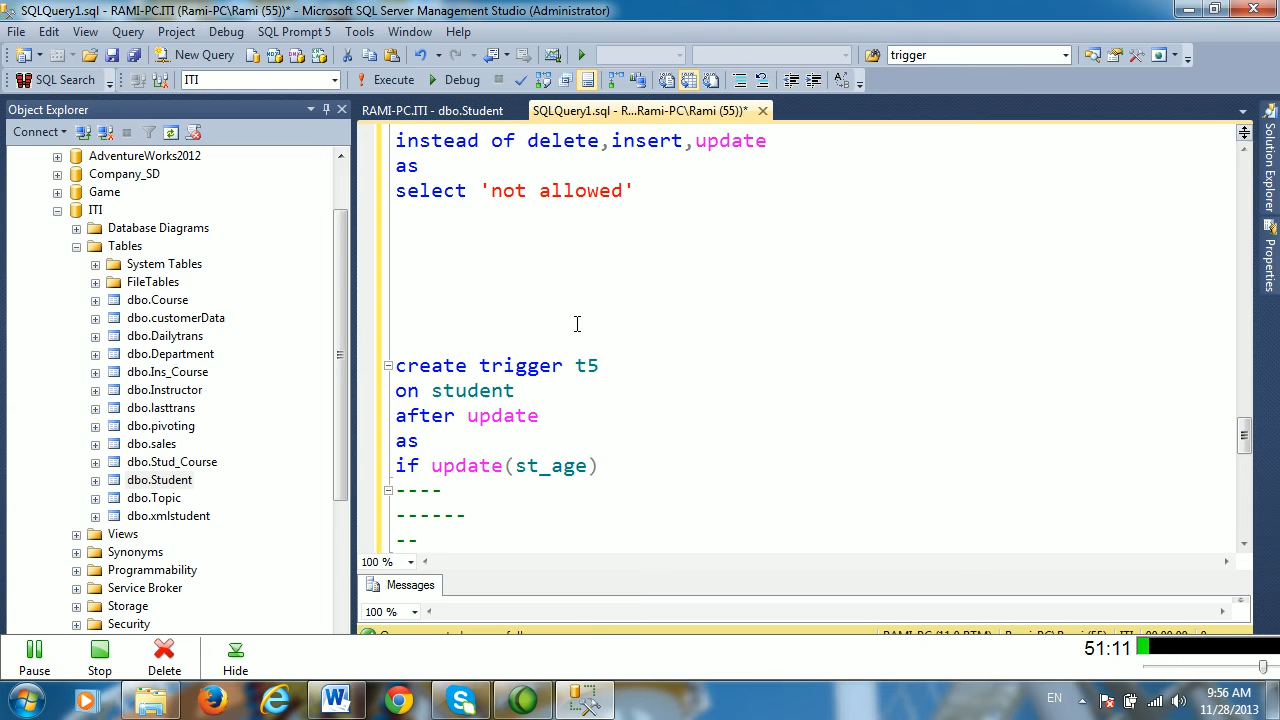 SQLQuery1.sql - RAMI-PC.ITI (Rami-PC\Rami (55))* - Microsoft SQL Server Management Studio (Administrator)
File Edit View Query Project Debug SQL Prompt 5 Tools Window Help
New Query trigger
SQL Search ITI Execute Debug
Object Explorer
RAMI-PC.ITI - dbo.Student SQLQuery1.sql - R...Rami-PC\Rami (55))*
Connect
AdventureWorks2012
Company_SD
Game
ITI
Database Diagrams
Tables
System Tables
FileTables
dbo.Course
dbo.customerData
dbo.Dailytrans
dbo.Department
dbo.Ins_Course
dbo.Instructor
dbo.lasttrans
dbo.pivoting
dbo.sales
dbo.Stud_Course
dbo.Student
dbo.Topic
dbo.xmlstudent
Views
Synonyms
Programmability
Service Broker
Storage
Security
instead of delete,insert,update
as
select 'not allowed'
create trigger t5
on student
after update
as
if update(st_age)
----
------
--
100 %
Messages
100 %
Solution Explorer
Properties
Pause Stop Delete Hide
51:11
EN
9:56 AM
11/28/2013